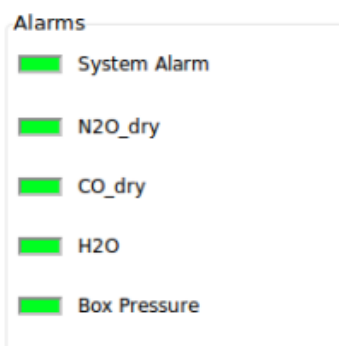 Alarms
System Alarm
N2O_dry
CO_dry
H2O
Box Pressure